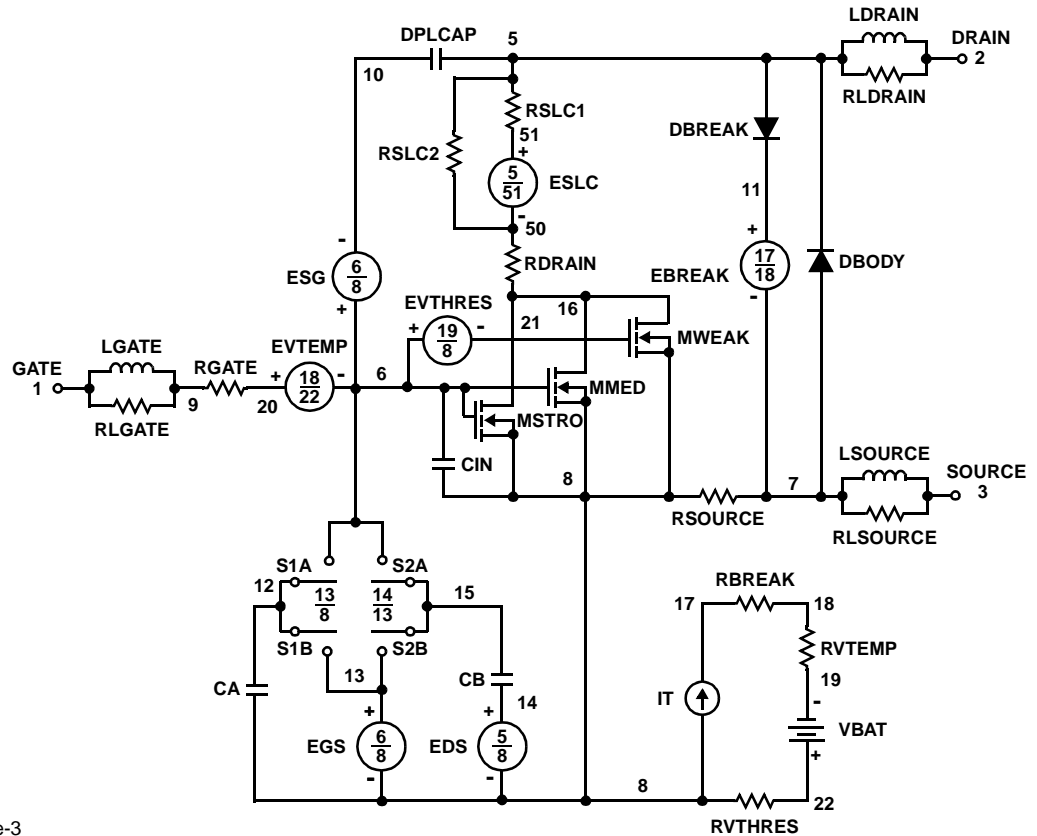 LDRAIN
DPLCAP 5 DRAIN
10 2
RSLC1 RLDRAIN
DBREAK
51
RSLC2 +
5
51
ESLC
11
-
50
- +
ESG 6
8
RDRAIN
EBREAK 17
18
DBODY
+ EVTHRES 16 -
+ 19
8
- 21
MWEAK
LGATE EVTEMP
GATE RGATE + 18
22
- 6
1 MMED
9 20 MSTRO
RLGATE
LSOURCE
CIN 8 7 SOURCE
3
RSOURCE
RLSOURCE
S1A S2A
12 13
8
14
13
15 RBREAK
17 18
S1B S2B
RVTEMP
13 CB
CA IT 19
14 -
+ +
VBAT
EGS 6
8
EDS 5
8
+
- -
8
22
RVTHRES
e-3